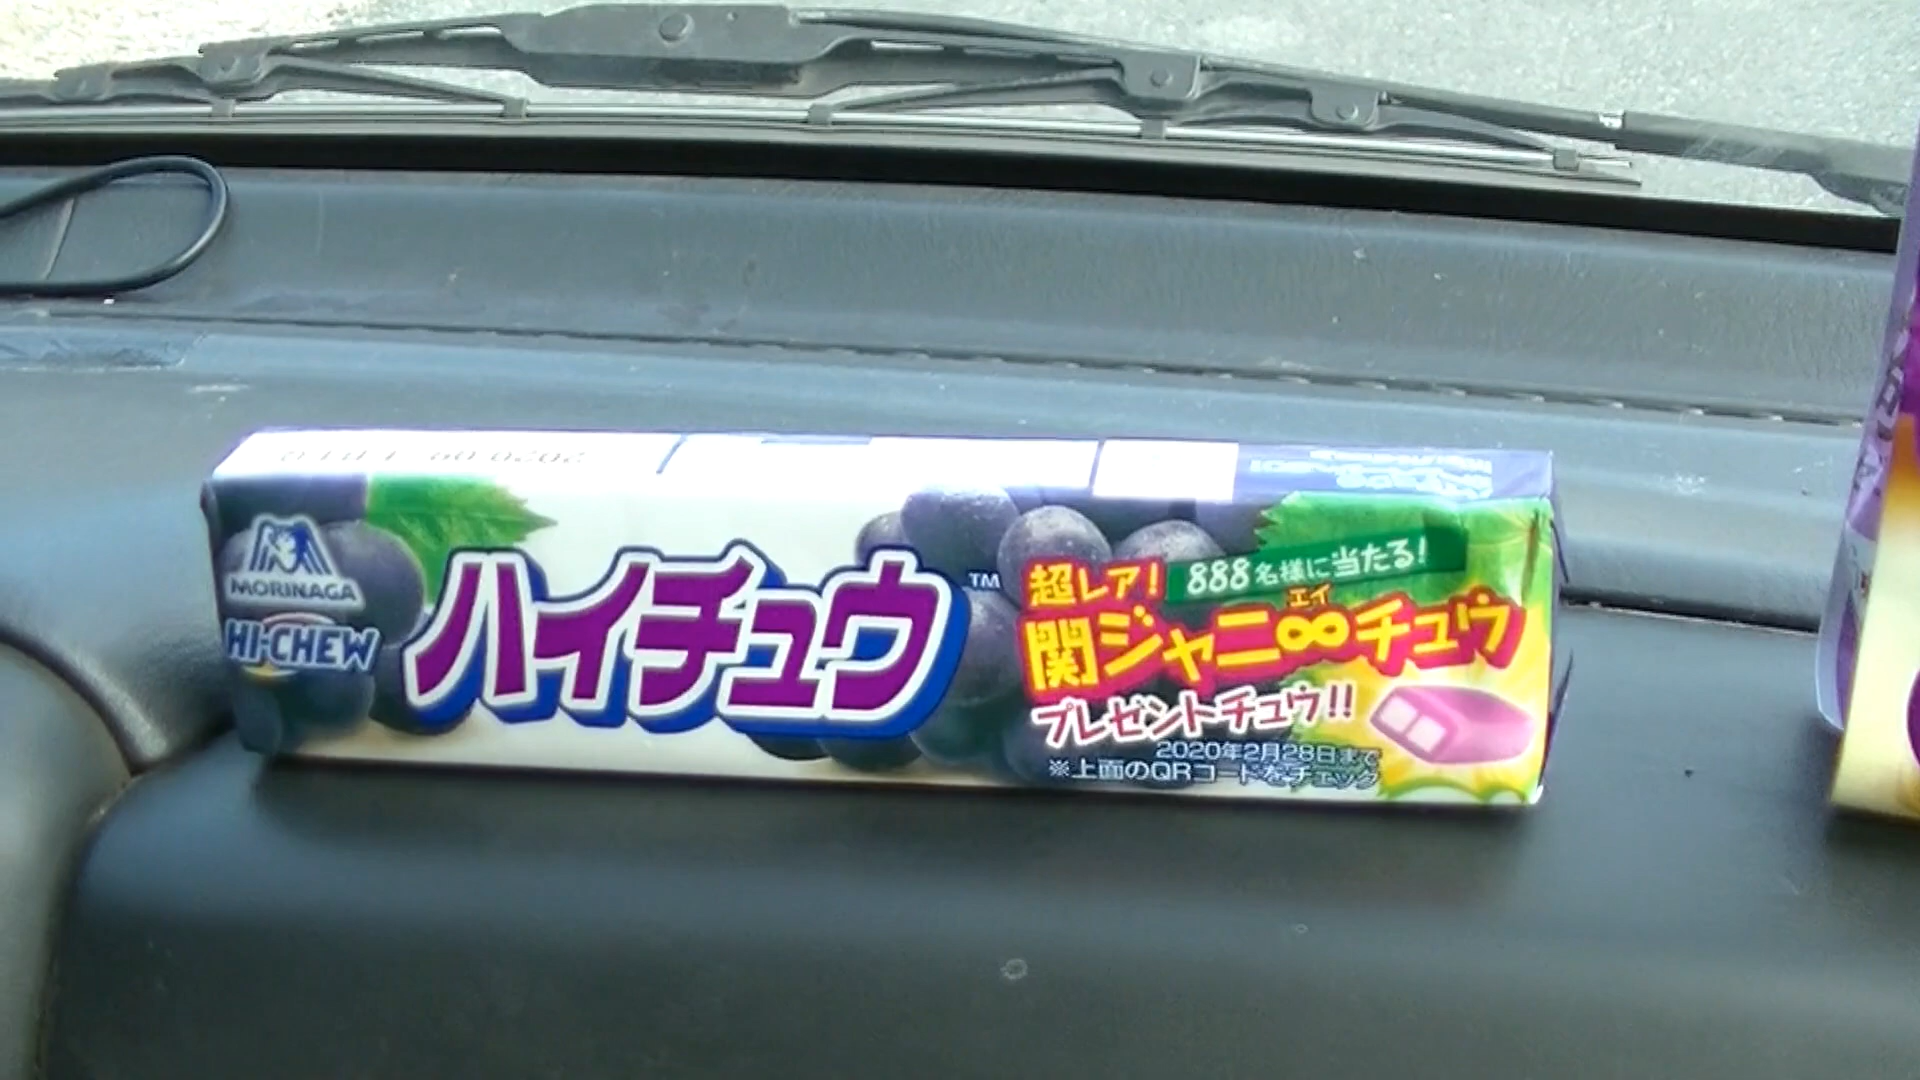 MORINAGA
HI-CHEW
ハイチュウ
TM
超レア! 888名様に当たる!
エイ
関ジャニ∞チュウ
プレゼントチュウ!!
2020年2月28日まで
※上面のQRコードをチェック